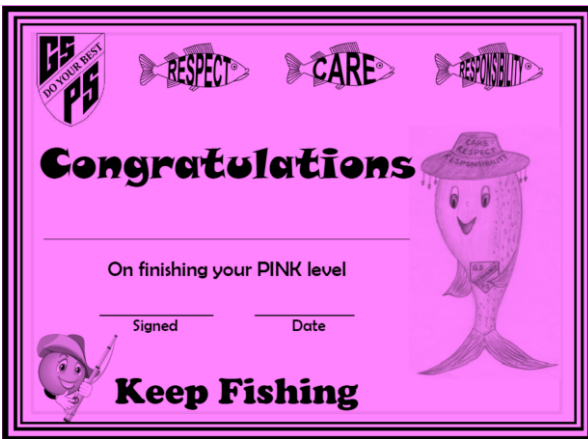 GS
DO YOUR BEST
PS
RESPECT
CARE
RESPONSIBILITY
Congratulations
CARE
RESPECT
RESPONSIBILITY
GS
On finishing your PINK level
Signed
Date
Keep Fishing